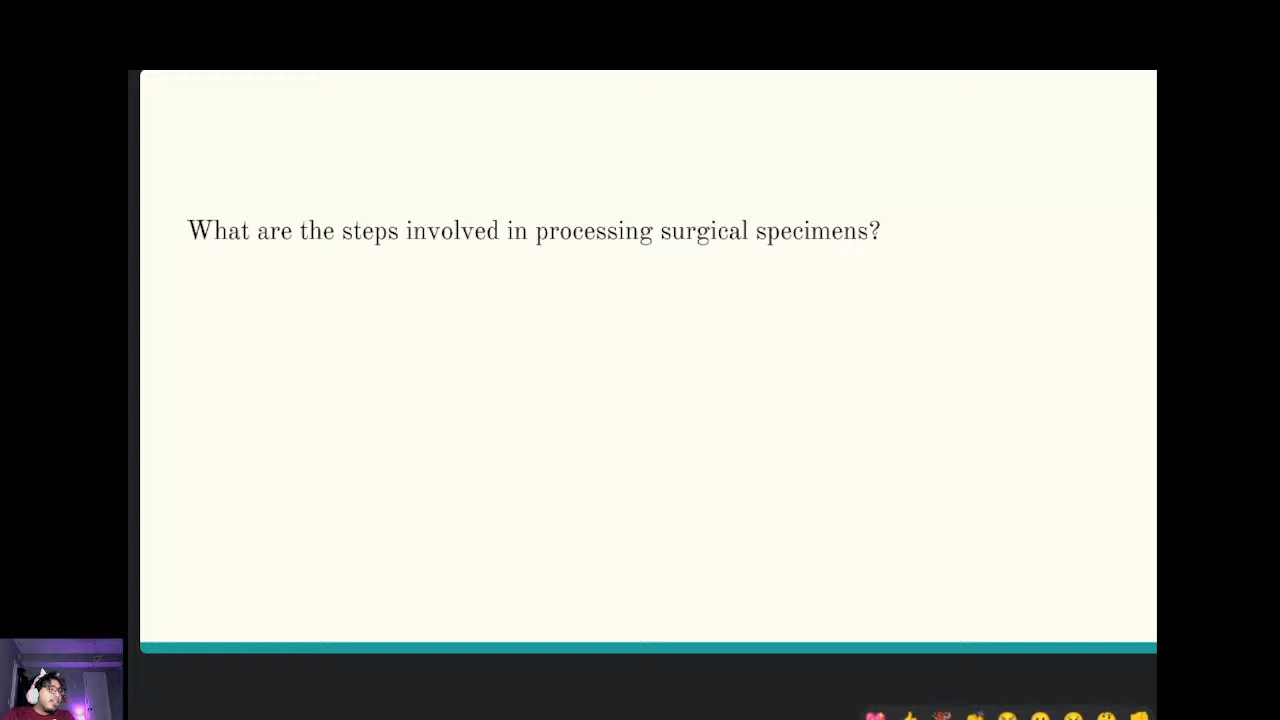 What are the steps involved in processing surgical specimens?